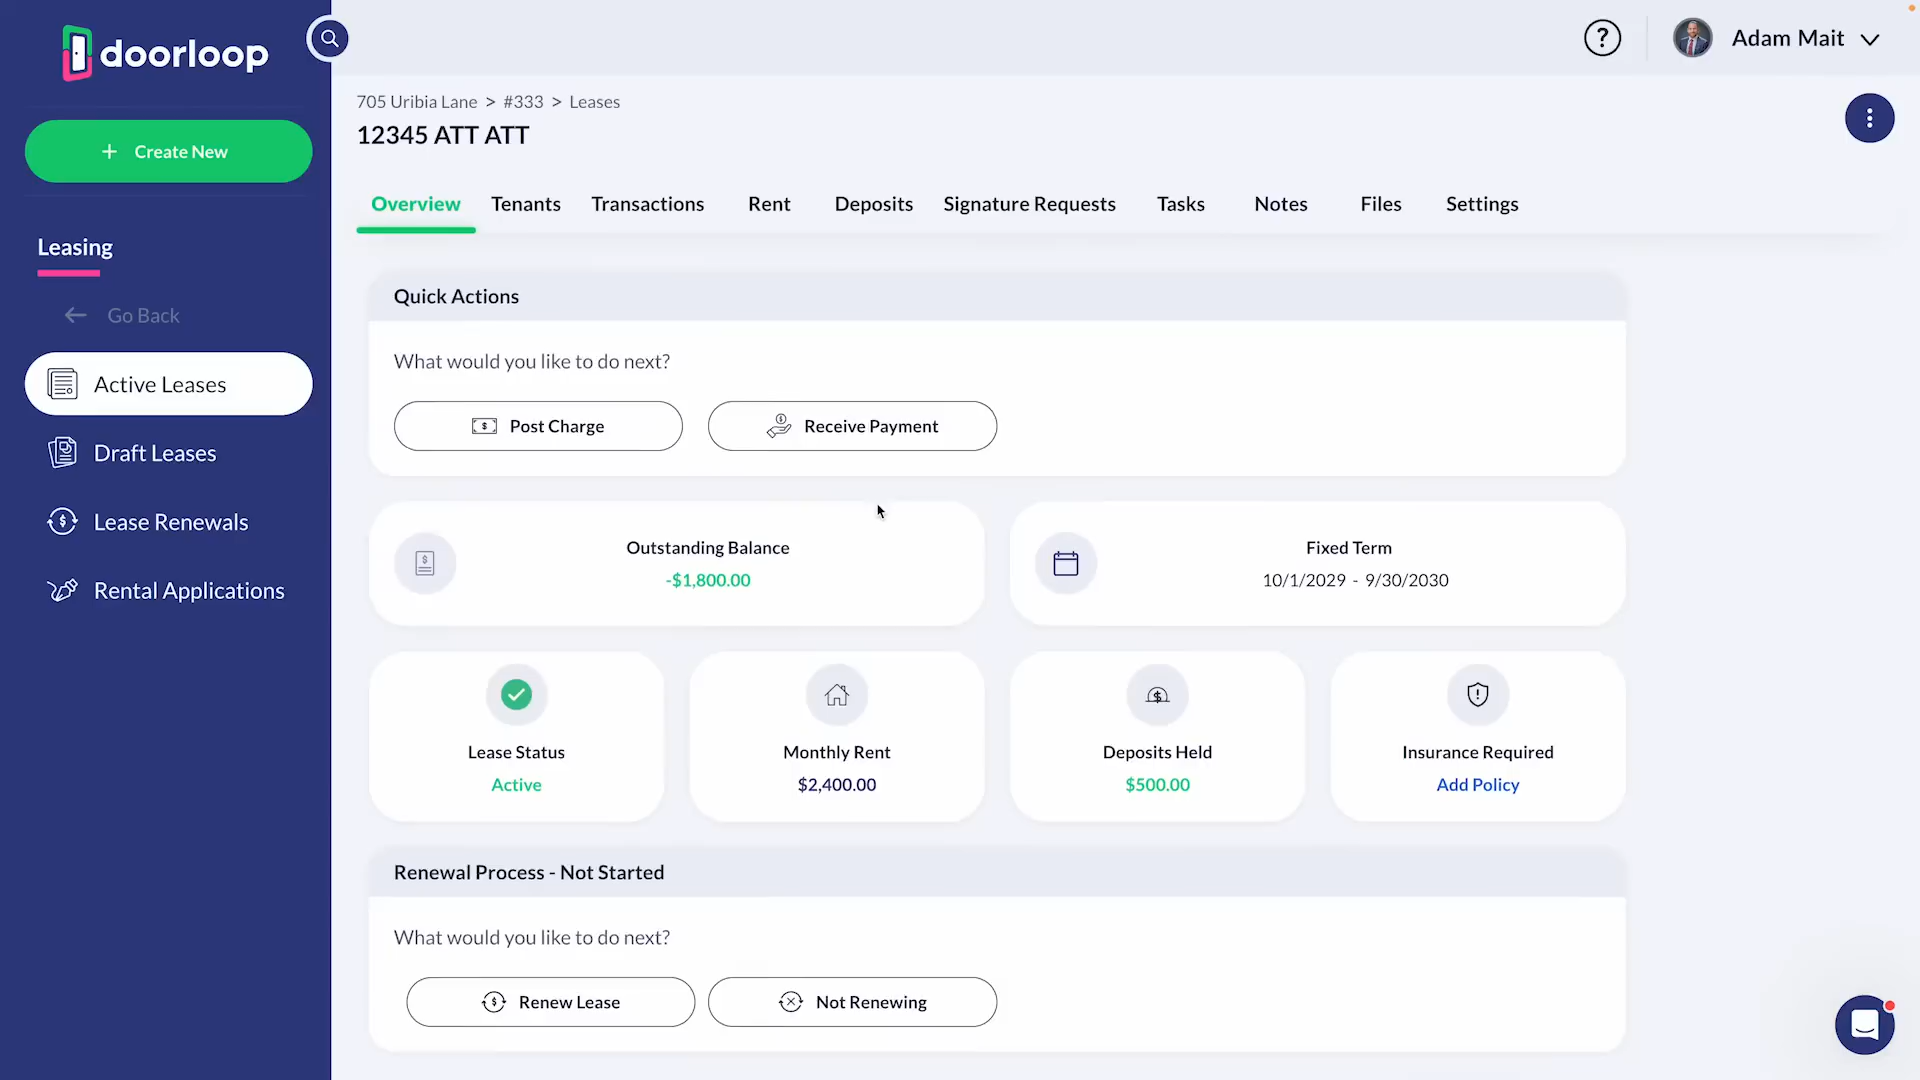 doorloop
Adam Mait
Create New
Leasing
Go Back
Active Leases
Draft Leases
Lease Renewals
Rental Applications
705 Uribia Lane > #333 > Leases
12345 ATT ATT
Overview Tenants Transactions Rent Deposits Signature Requests Tasks Notes Files Settings
Quick Actions
What would you like to do next?
Post Charge Receive Payment
Outstanding Balance
-$1,800.00
Fixed Term
10/1/2029 - 9/30/2030
Lease Status
Active
Monthly Rent
$2,400.00
Deposits Held
$500.00
Insurance Required
Add Policy
Renewal Process - Not Started
What would you like to do next?
Renew Lease Not Renewing